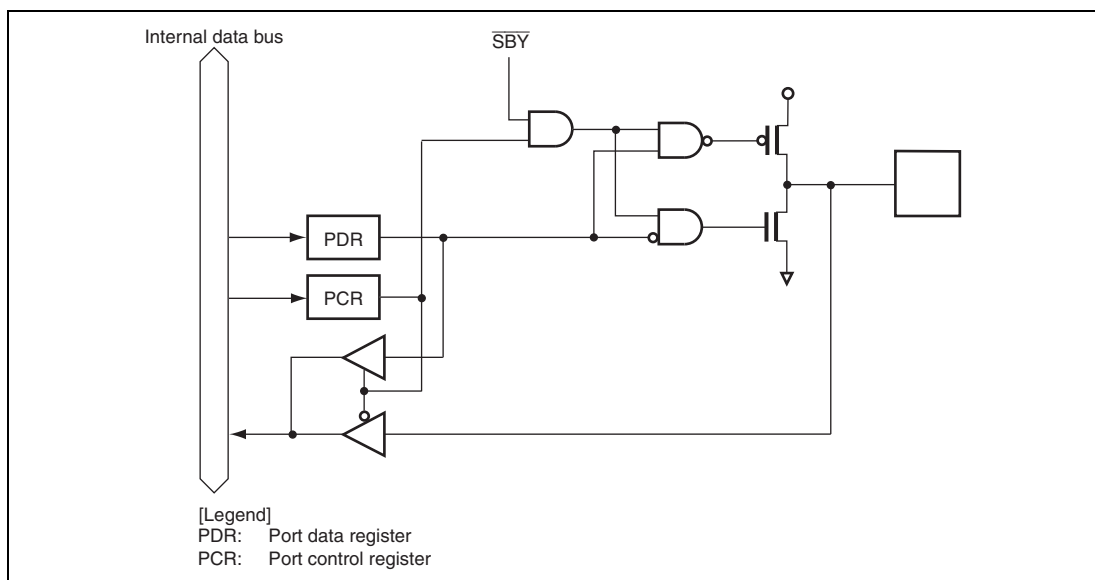 Internal data bus
SBY
PDR
PCR
[Legend]
PDR: Port data register
PCR: Port control register